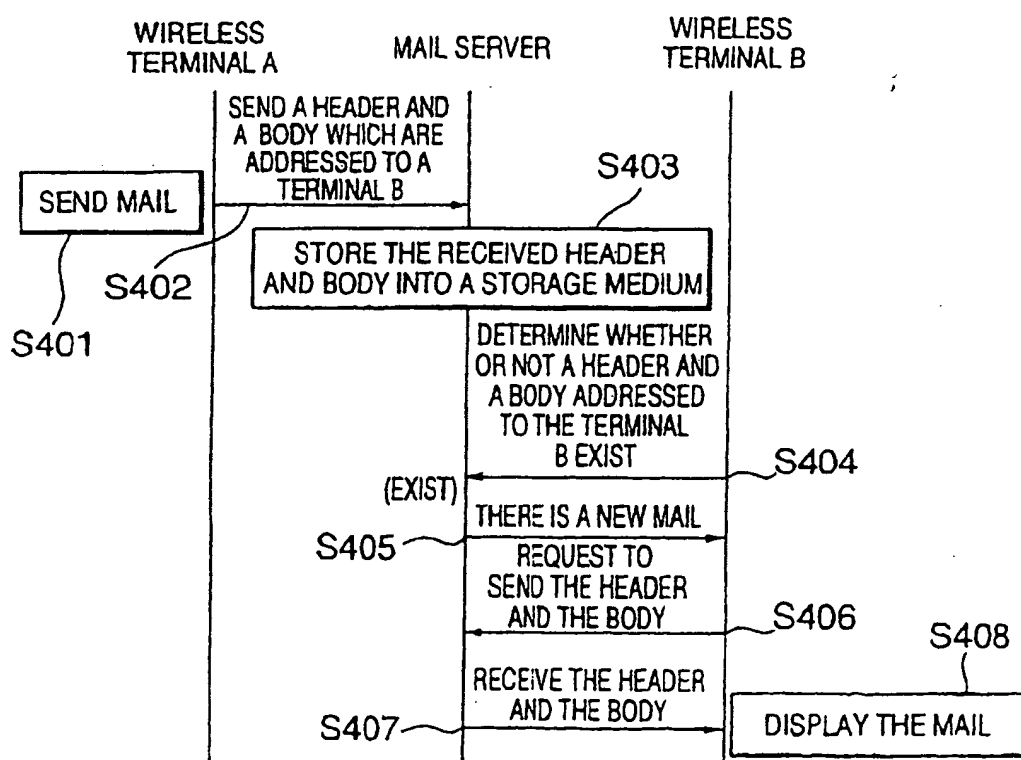 WIRELESS
TERMINAL A
MAIL SERVER
WIRELESS
TERMINAL B
SEND A HEADER AND
A BODY WHICH ARE
ADDRESSED TO A
TERMINAL B
S403
SEND MAIL
STORE THE RECEIVED HEADER
AND BODY INTO A STORAGE MEDIUM
S402
S401
DETERMINE WHETHER
OR NOT A HEADER AND
A BODY ADDRESSED
TO THE TERMINAL
B EXIST
S404
(EXIST)
THERE IS A NEW MAIL
S405
REQUEST TO
SEND THE HEADER
AND THE BODY
S406
S408
RECEIVE THE HEADER
AND THE BODY
S407
DISPLAY THE MAIL